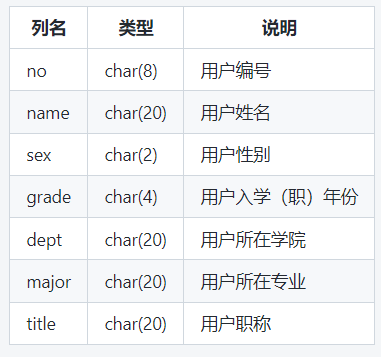 列名 类型 说明
no char(8) 用户编号
name char(20) 用户姓名
sex char(2) 用户性别
grade char(4) 用户入学（职）年份
dept char(20) 用户所在学院
major char(20) 用户所在专业
title char(20) 用户职称